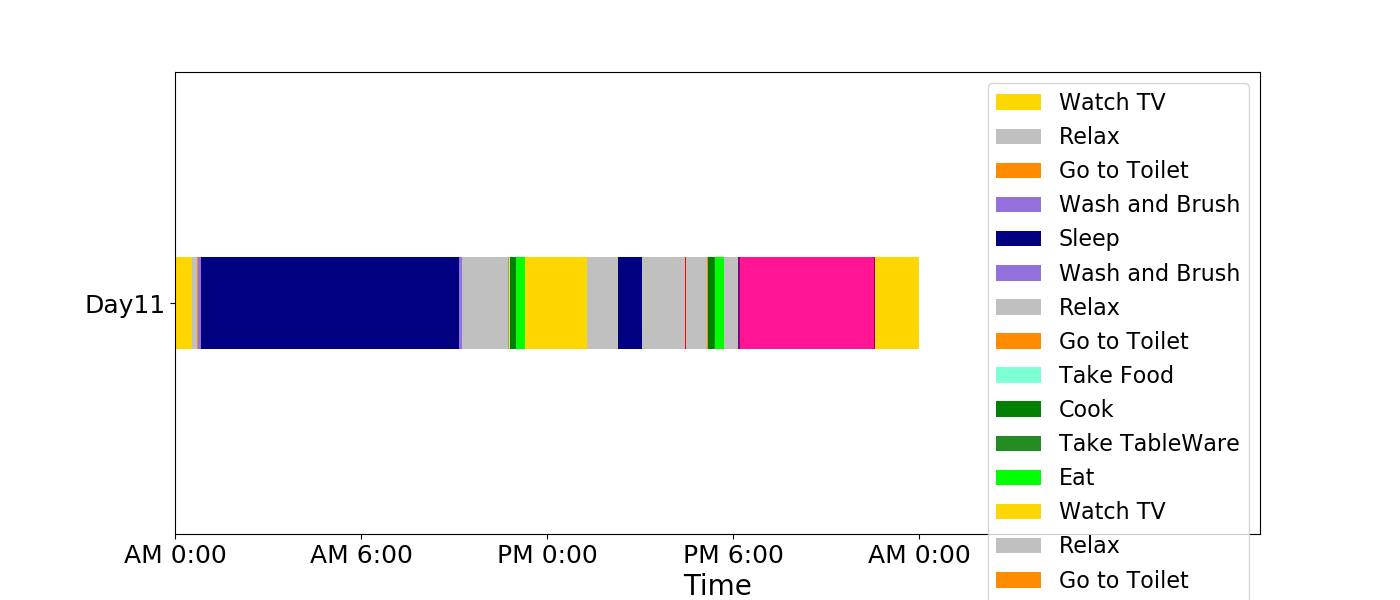 Watch TV
Relax
Go to Toilet
Wash and Brush
Sleep
Wash and Brush
Relax
Go to Toilet
Take Food
Cook
Take TableWare
Eat
Watch TV
Relax
Go to Toilet
Day11
AM 0:00 AM 6:00 PM 0:00 PM 6:00 AM 0:00
Time